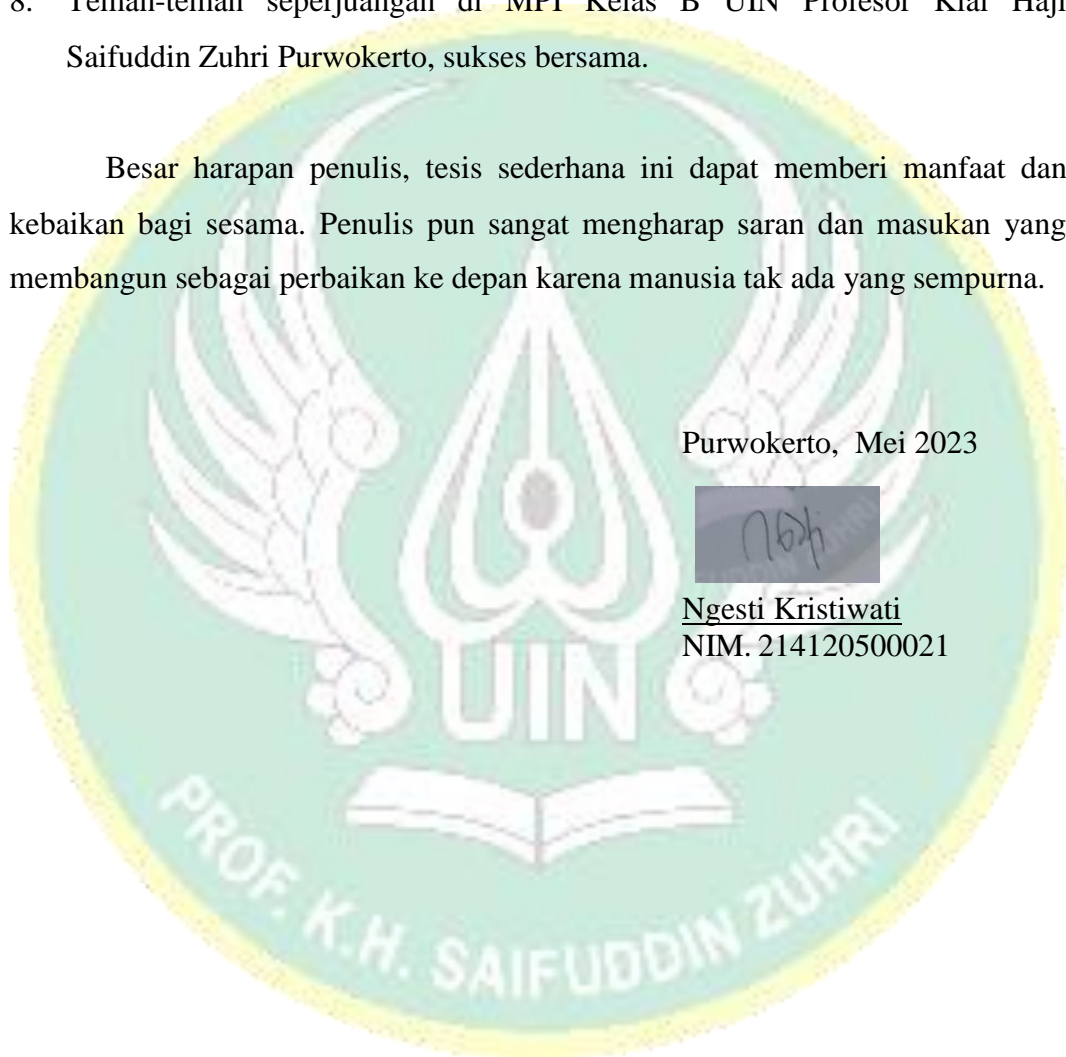 8. Teman-teman seperjuangan di MPI Kelas B UIN Profesor Kiai Haji
Saifuddin Zuhri Purwokerto, sukses bersama.
Besar harapan penulis, tesis sederhana ini dapat memberi manfaat dan
kebaikan bagi sesama. Penulis pun sangat mengharap saran dan masukan yang
membangun sebagai perbaikan ke depan karena manusia tak ada yang sempurna.
Purwokerto, Mei 2023
Ngesti Kristiwati
NIM. 214120500021
UIN
PROF. K.H. SAIFUDDIN ZUHRI